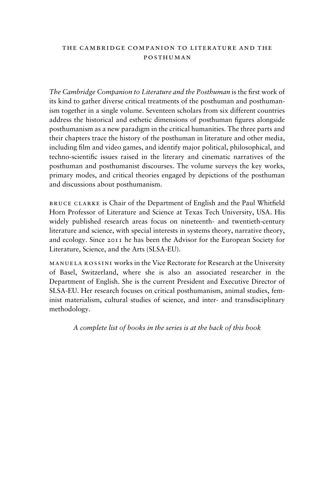 THE CAMBRIDGE COMPANION TO LITERATURE AND THE
POSTHUMAN
The Cambridge Companion to Literature and the Posthuman is the first work of
its kind to gather diverse critical treatments of the posthuman and posthuman-
ism together in a single volume. Seventeen scholars from six different countries
address the historical and esthetic dimensions of posthuman figures alongside
posthumanism as a new paradigm in the critical humanities. The three parts and
their chapters trace the history of the posthuman in literature and other media,
including film and video games, and identify major political, philosophical, and
techno-scientific issues raised in the literary and cinematic narratives of the
posthuman and posthumanist discourses. The volume surveys the key works,
primary modes, and critical theories engaged by depictions of the posthuman
and discussions about posthumanism.
BRUCE CLARKE is Chair of the Department of English and the Paul Whitfield
Horn Professor of Literature and Science at Texas Tech University, USA. His
widely published research areas focus on nineteenth- and twentieth-century
literature and science, with special interests in systems theory, narrative theory,
and ecology. Since 2011 he has been the Advisor for the European Society for
Literature, Science, and the Arts (SLSA-EU).
MANUELA ROSSINI works in the Vice Rectorate for Research at the University
of Basel, Switzerland, where she is also an associated researcher in the
Department of English. She is the current President and Executive Director of
SLSA-EU. Her research focuses on critical posthumanism, animal studies, fem-
inist materialism, cultural studies of science, and inter- and transdisciplinary
methodology.
A complete list of books in the series is at the back of this book